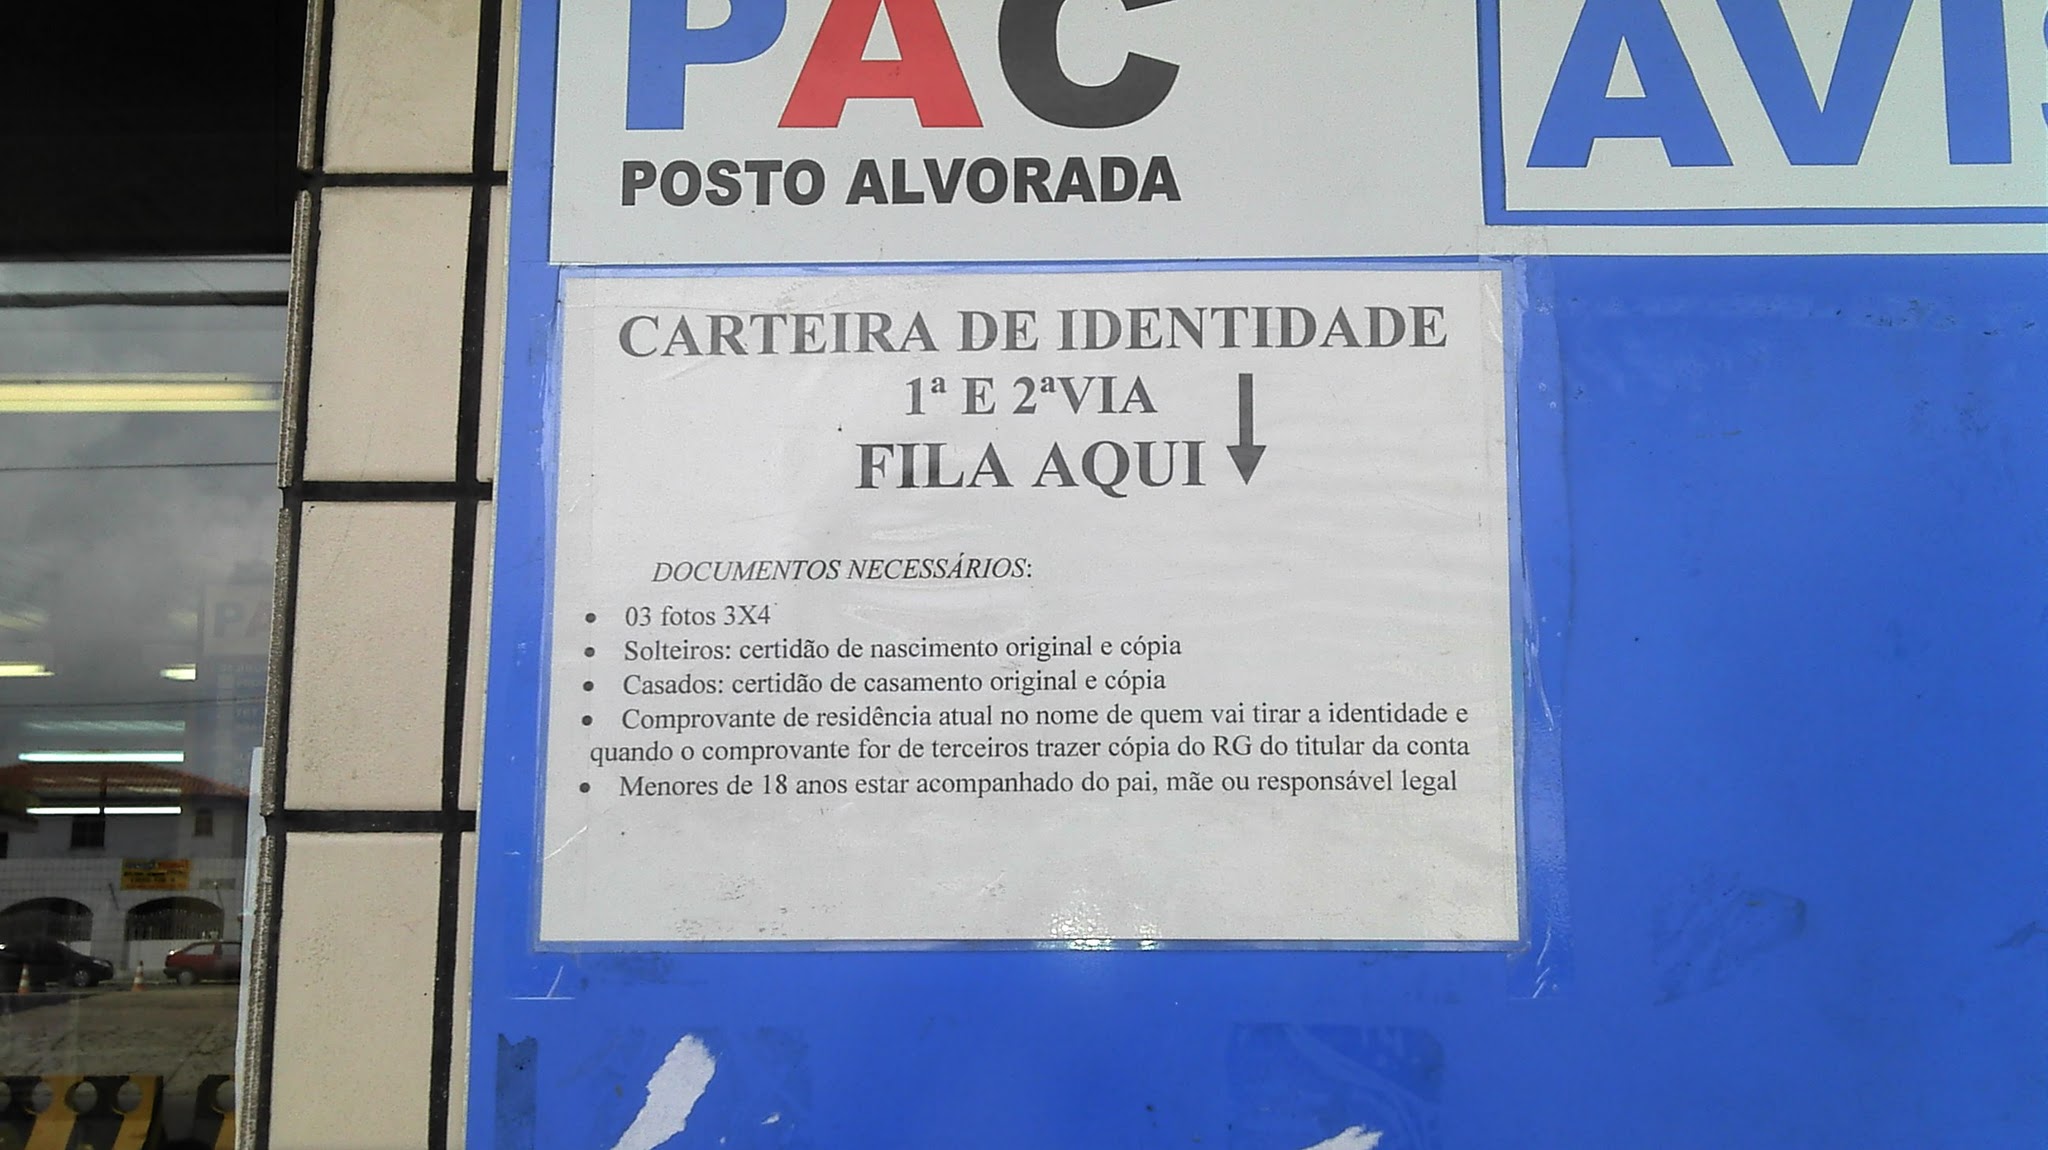 PAC
POSTO ALVORADA
AVIS
CARTEIRA DE IDENTIDADE
1ª E 2ªVIA
FILA AQUI
DOCUMENTOS NECESSÁRIOS:
• 03 fotos 3X4
• Solteiros: certidão de nascimento original e cópia
• Casados: certidão de casamento original e cópia
• Comprovante de residência atual no nome de quem vai tirar a identidade e
quando o comprovante for de terceiros trazer cópia do RG do titular da conta
• Menores de 18 anos estar acompanhado do pai, mãe ou responsável legal